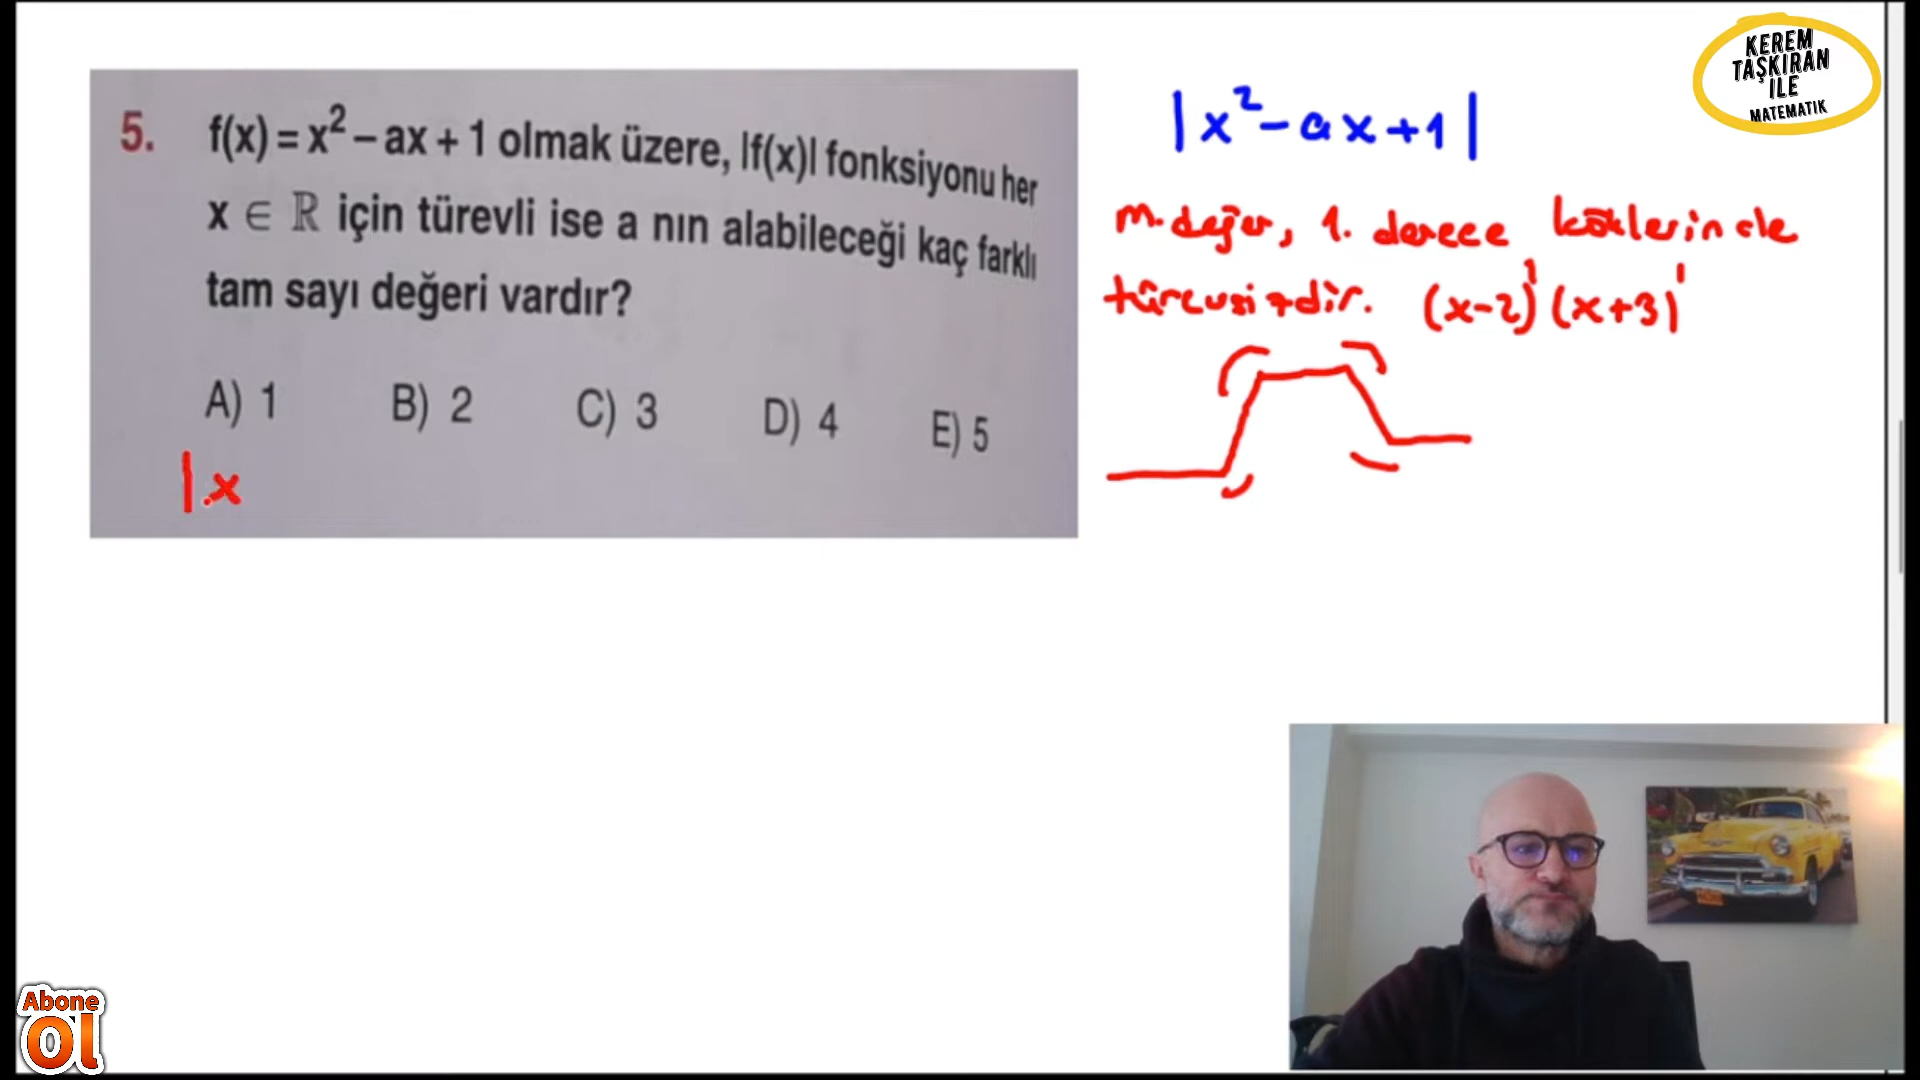 5. f(x) = x² – ax + 1 olmak üzere, |f(x)| fonksiyonu her
x ∈ ℝ için türevli ise a nın alabileceği kaç farklı
tam sayı değeri vardır?
A) 1 B) 2 C) 3 D) 4 E) 5
|x
|x²-ax+1|
m. değer, 1. derece köklerinde
türevsizdir. (x-2)¹ (x+3)¹
KEREM
TAŞKIRAN
İLE
MATEMATİK
Abone
Ol